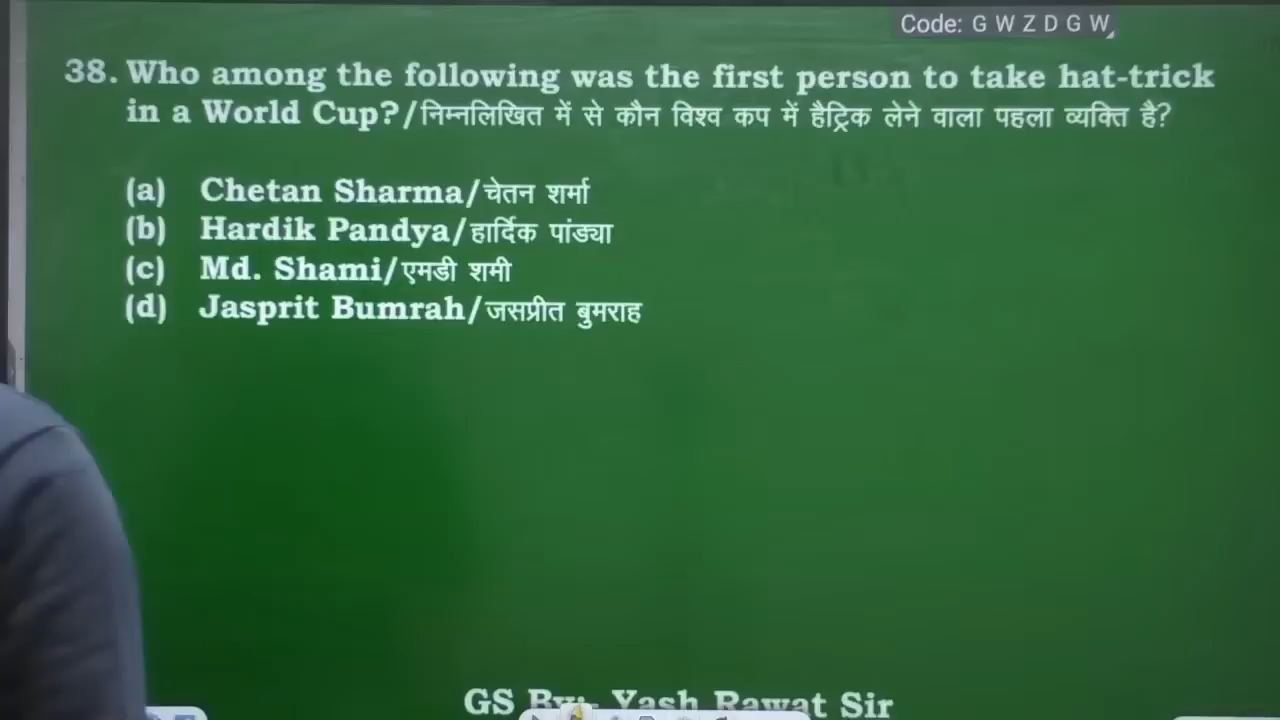 Code: G W Z D G W
38. Who among the following was the first person to take hat-trick
in a World Cup?/निम्नलिखित में से कौन विश्व कप में हैट्रिक लेने वाला पहला व्यक्ति है?
(a) Chetan Sharma/चेतन शर्मा
(b) Hardik Pandya/हार्दिक पांड्या
(c) Md. Shami/एमडी शमी
(d) Jasprit Bumrah/जसप्रीत बुमराह
GS By:- Yash Rawat Sir